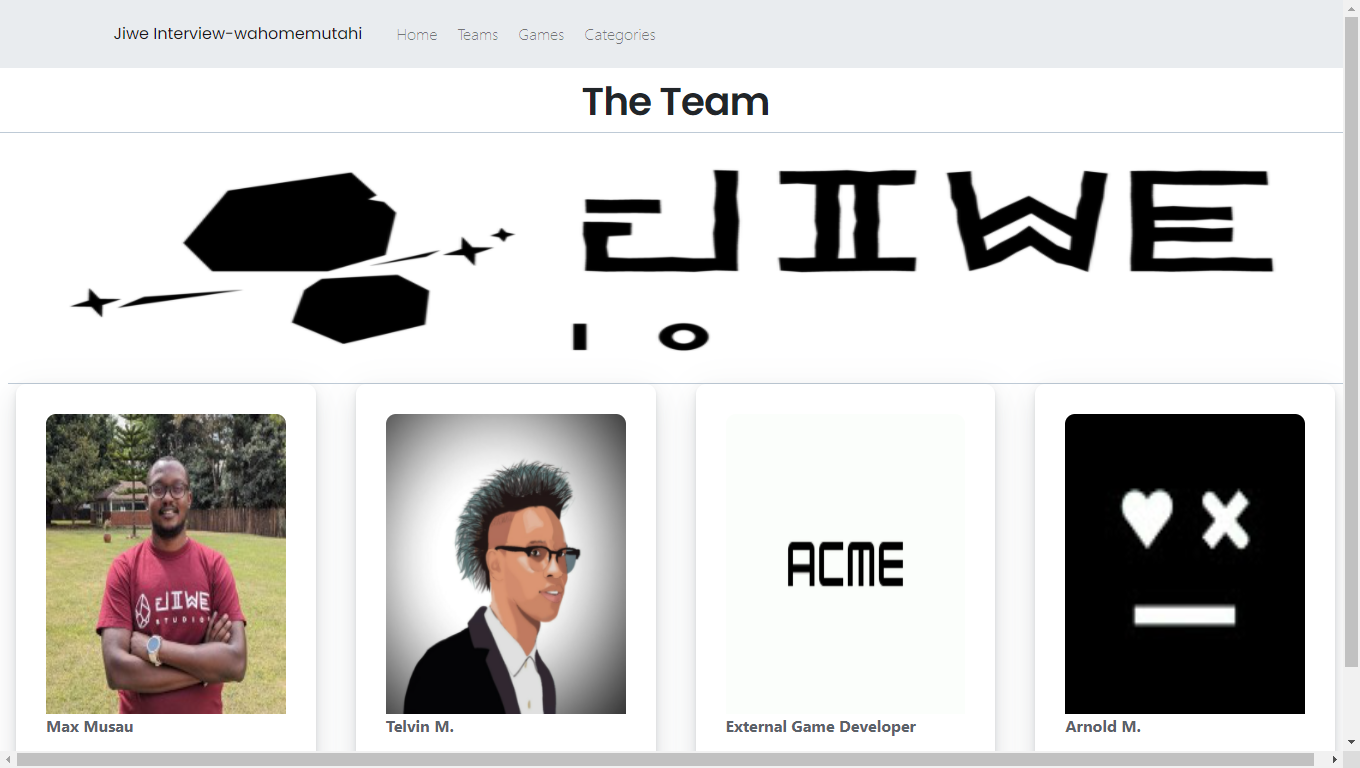 Jiwe Interview-wahomemutahi Home Teams Games Categories
The Team
JIWE
IO
JIWE
STUDIOS
ACME
Max Musau
Telvin M.
External Game Developer
Arnold M.